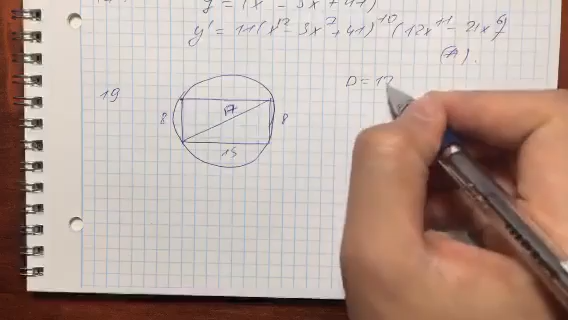 y' = 11(x¹² - 3x⁷ + 41)¹⁰ (12x¹¹ - 21x⁶)
(A).
19
8
17
8
15
D = 17